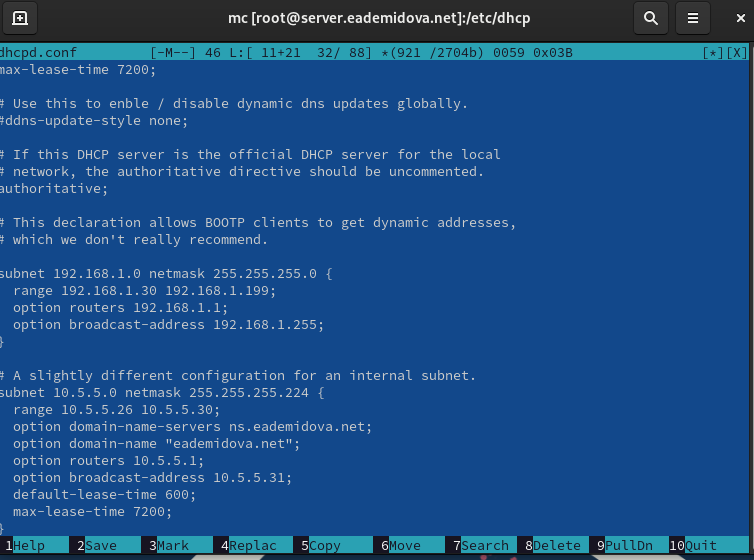 mc [root@server.eademidova.net]:/etc/dhcp
dhcpd.conf [-M--] 46 L:[ 11+21 32/ 88] *(921 /2704b) 0059 0x03B [*][X]
max-lease-time 7200;
# Use this to enble / disable dynamic dns updates globally.
#ddns-update-style none;
# If this DHCP server is the official DHCP server for the local
# network, the authoritative directive should be uncommented.
authoritative;
# This declaration allows BOOTP clients to get dynamic addresses,
# which we don't really recommend.
subnet 192.168.1.0 netmask 255.255.255.0 {
range 192.168.1.30 192.168.1.199;
option routers 192.168.1.1;
option broadcast-address 192.168.1.255;
}
# A slightly different configuration for an internal subnet.
subnet 10.5.5.0 netmask 255.255.255.224 {
range 10.5.5.26 10.5.5.30;
option domain-name-servers ns.eademidova.net;
option domain-name "eademidova.net";
option routers 10.5.5.1;
option broadcast-address 10.5.5.31;
default-lease-time 600;
max-lease-time 7200;
}
1Help 2Save 3Mark 4Replac 5Copy 6Move 7Search 8Delete 9PullDn 10Quit